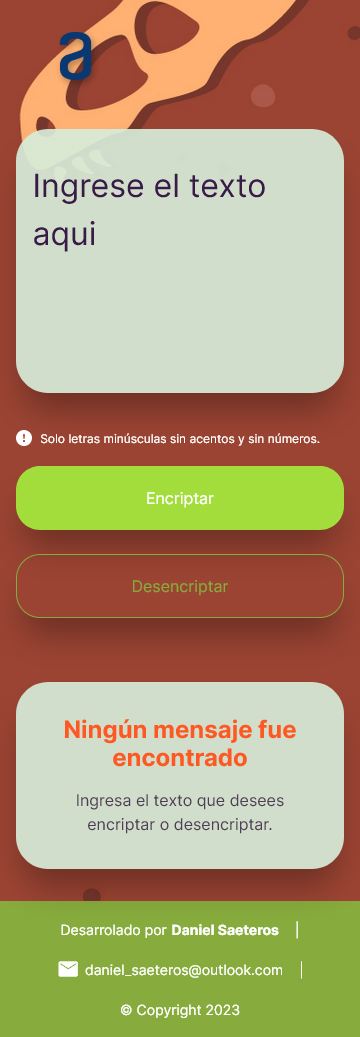 a
Ingrese el texto
aqui
Solo letras minúsculas sin acentos y sin números.
Encriptar
Desencriptar
Ningún mensaje fue
encontrado
Ingresa el texto que desees
encriptar o desencriptar.
Desarrolado por Daniel Saeteros |
daniel_saeteros@outlook.com |
© Copyright 2023